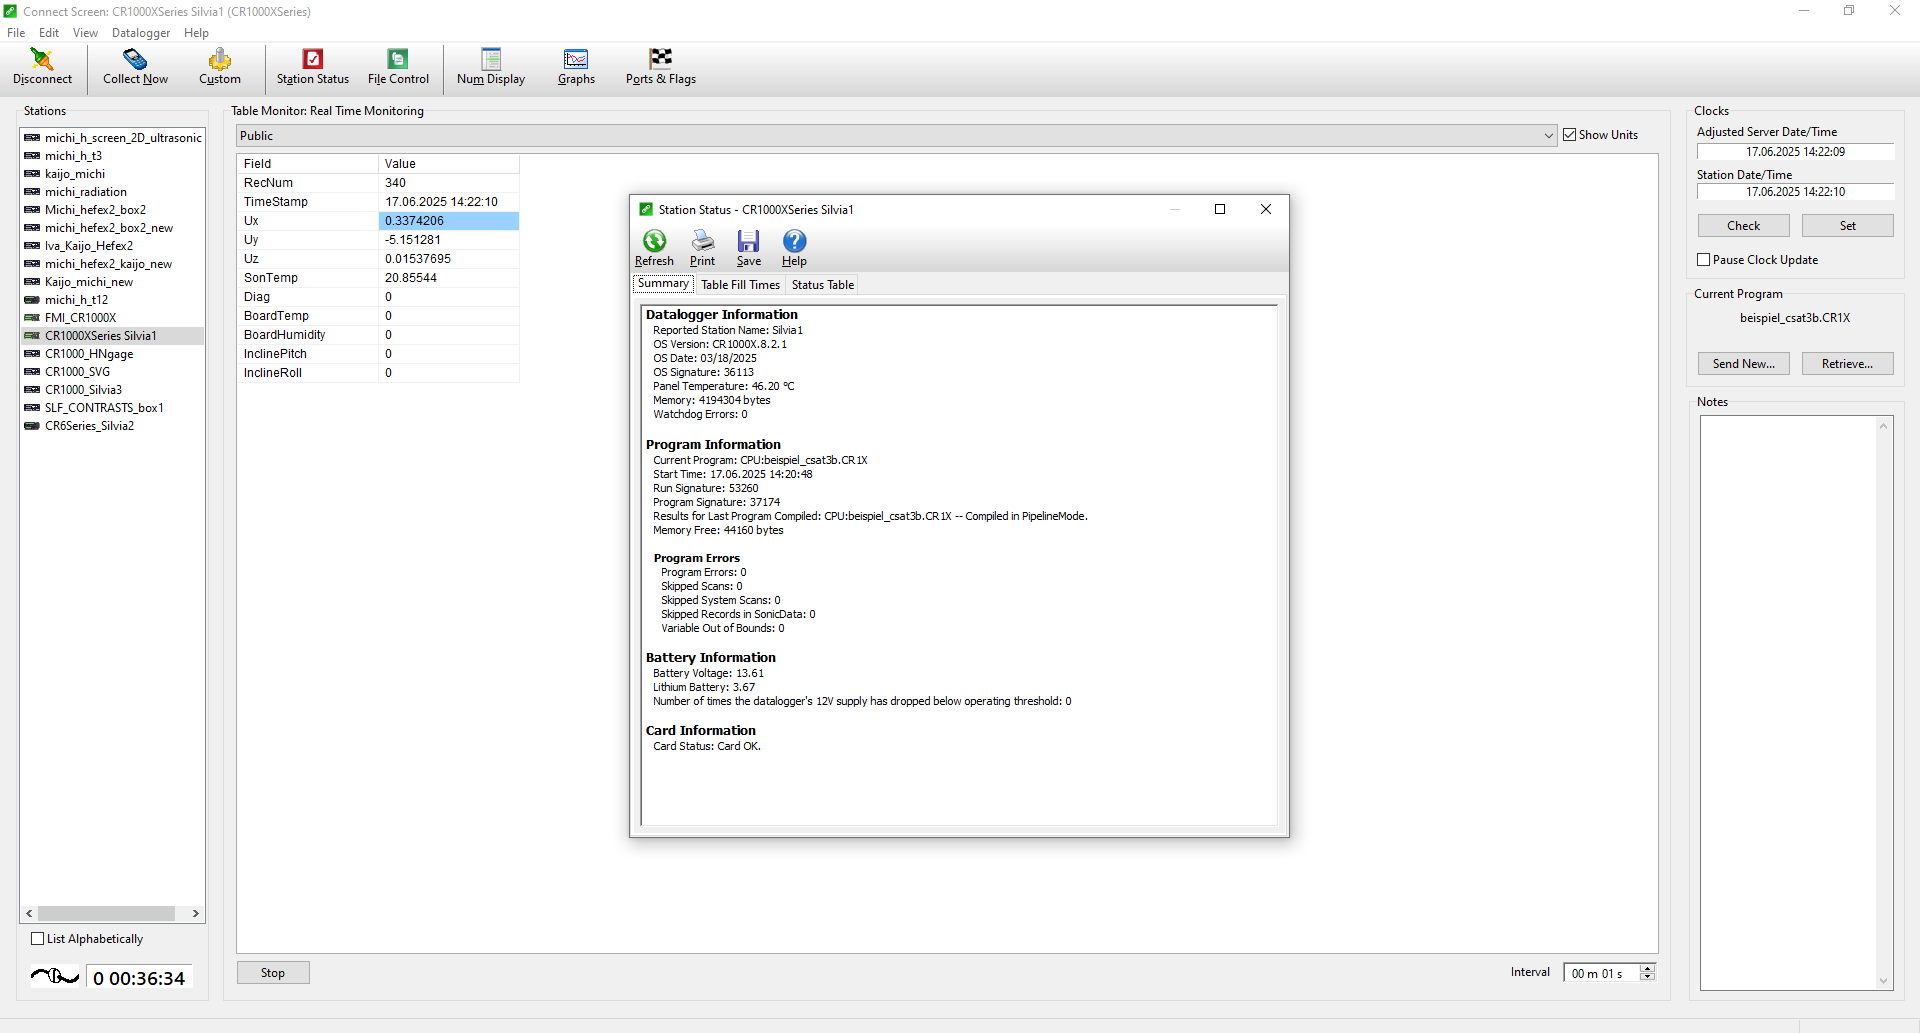 Connect Screen: CR1000XSeries Silvia1 (CR1000XSeries)
File Edit View Datalogger Help
Disconnect Collect Now Custom Station Status File Control Num Display Graphs Ports & Flags
Stations
michi_h_screen_2D_ultrasonic
michi_h_t3
kaijo_michi
michi_radiation
Michi_hefex2_box2
michi_hefex2_box2_new
Iva_Kaijo_Hefex2
michi_hefex2_kaijo_new
Kaijo_michi_new
michi_h_t12
FMI_CR1000X
CR1000XSeries Silvia1
CR1000_HNgage
CR1000_SVG
CR1000_Silvia3
SLF_CONTRASTS_box1
CR6Series_Silvia2
List Alphabetically
0 00:36:34
Table Monitor: Real Time Monitoring
Public
Show Units
Field Value
RecNum 340
TimeStamp 17.06.2025 14:22:10
Ux 0.3374206
Uy -5.151281
Uz 0.01537695
SonTemp 20.85544
Diag 0
BoardTemp 0
BoardHumidity 0
InclinePitch 0
InclineRoll 0
Stop
Interval 00 m 01 s
Station Status - CR1000XSeries Silvia1
Refresh Print Save Help
Summary Table Fill Times Status Table
Datalogger Information
Reported Station Name: Silvia1
OS Version: CR1000X.8.2.1
OS Date: 03/18/2025
OS Signature: 36113
Panel Temperature: 46.20 °C
Memory: 4194304 bytes
Watchdog Errors: 0
Program Information
Current Program: CPU:beispiel_csat3b.CR1X
Start Time: 17.06.2025 14:20:48
Run Signature: 53260
Program Signature: 37174
Results for Last Program Compiled: CPU:beispiel_csat3b.CR1X -- Compiled in PipelineMode.
Memory Free: 44160 bytes
Program Errors
Program Errors: 0
Skipped Scans: 0
Skipped System Scans: 0
Skipped Records in SonicData: 0
Variable Out of Bounds: 0
Battery Information
Battery Voltage: 13.61
Lithium Battery: 3.67
Number of times the datalogger's 12V supply has dropped below operating threshold: 0
Card Information
Card Status: Card OK.
Clocks
Adjusted Server Date/Time
17.06.2025 14:22:09
Station Date/Time
17.06.2025 14:22:10
Check Set
Pause Clock Update
Current Program
beispiel_csat3b.CR1X
Send New... Retrieve...
Notes